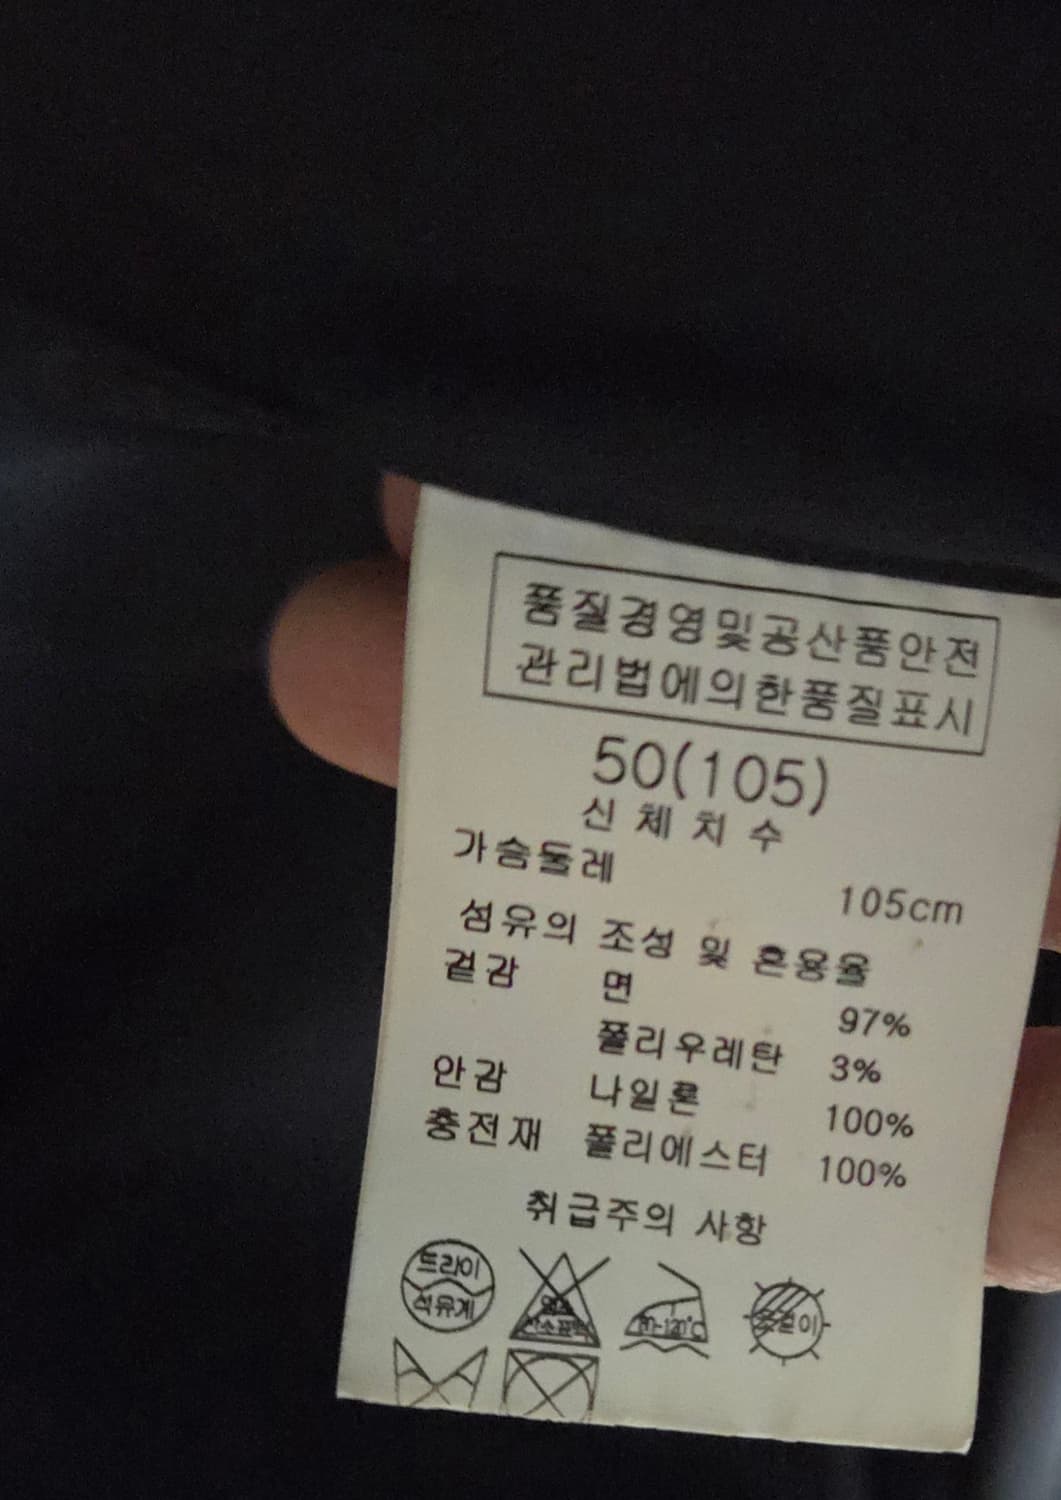 품질경영및공산품안전
관리법에의한품질표시
50(105)
신체치수
가슴둘레 105cm
섬유의 조성 및 혼용율
겉감 면 97%
폴리우레탄 3%
안감 나일론 100%
충전재 폴리에스터 100%
취급주의 사항
드라이
석유계
염소
산소표백
80-120℃
옷걸이